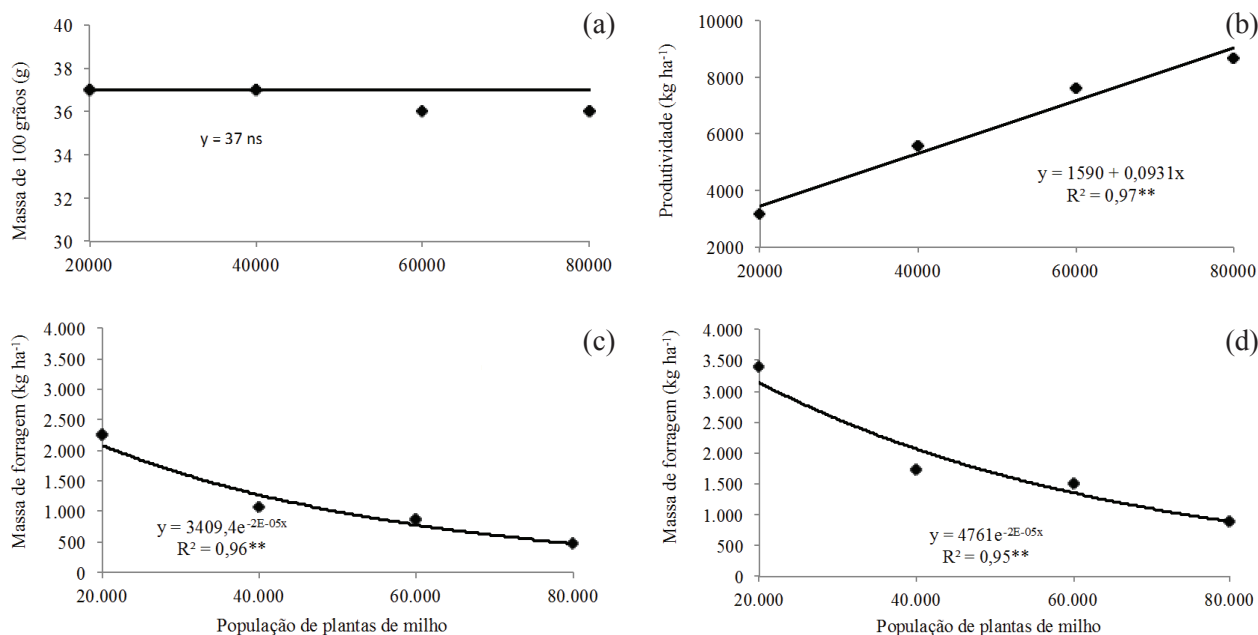 (a)
Massa de 100 grãos (g)
40
38
36
34
32
30
y = 37 ns
20000 40000 60000 80000
(b)
Produtividade (kg ha⁻¹)
8000
6000
4000
2000
y = 1590 + 0,0931x
R² = 0,97**
20000 40000 60000 80000
(c)
Massa de forragem (kg ha⁻¹)
4.000
3.500
3.000
2.500
2.000
1.500
1.000
500
0
y = 3409,4e⁻²ᴱ⁻⁰⁵ˣ
R² = 0,96**
20.000 40.000 60.000 80.000
População de plantas de milho
(d)
Massa de forragem (kg ha⁻¹)
4.000
3.500
3.000
2.500
2.000
1.500
1.000
500
0
y = 4761e⁻²ᴱ⁻⁰⁵ˣ
R² = 0,95**
20.000 40.000 60.000 80.000
População de plantas de milho